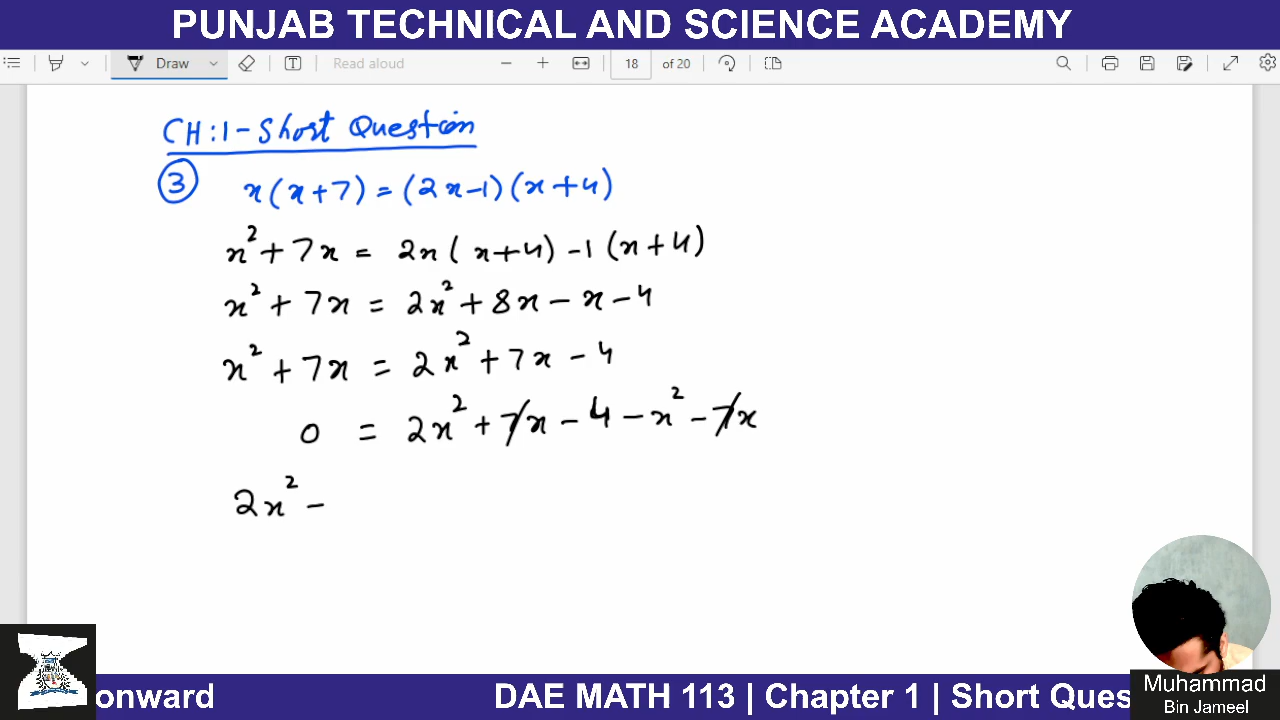 PUNJAB TECHNICAL AND SCIENCE ACADEMY
Draw Read aloud 18 of 20
CH:1-Short Question
3 x(x+7)=(2x-1)(x+4)
x²+7x = 2x(x+4)-1(x+4)
x²+7x = 2x²+8x-x-4
x²+7x = 2x²+7x-4
0 = 2x²+7x-4-x²-7x
2x²-
Muhammad
Bin Jameel
onward DAE MATH 113 | Chapter 1 | Short Ques